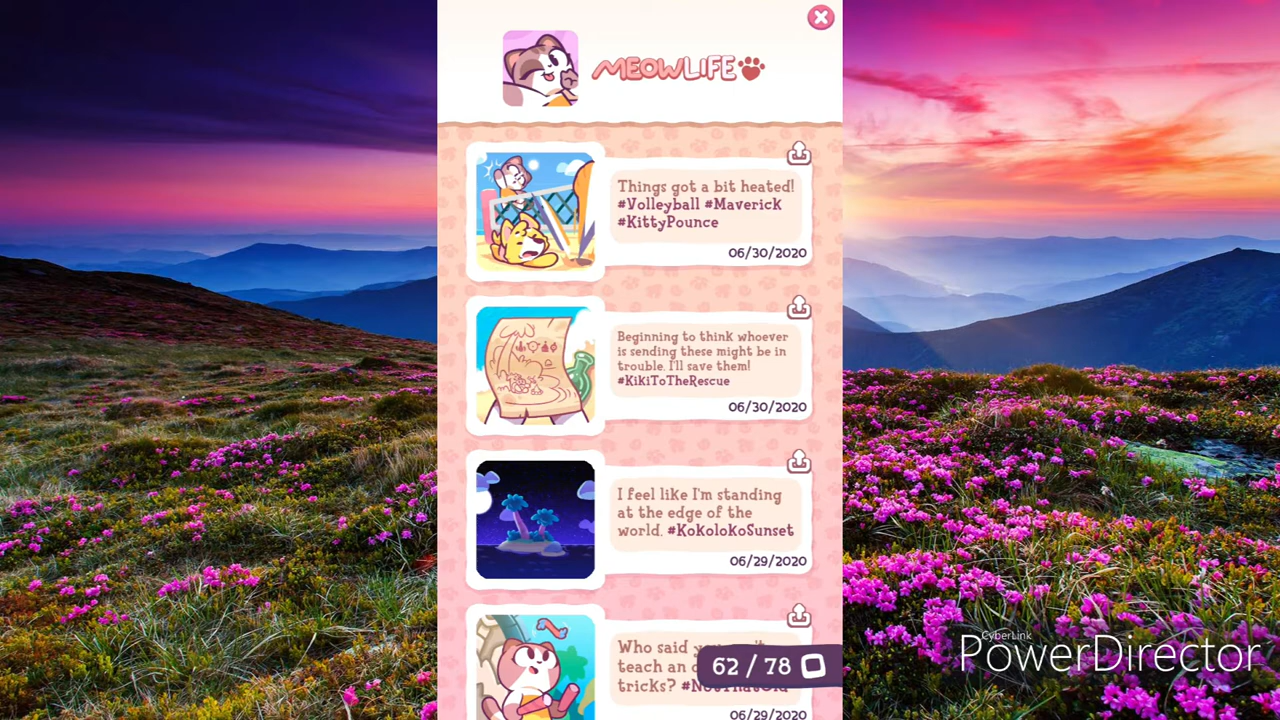 MEOWLIFE
Things got a bit heated!
#Volleyball #Maverick
#KittyPounce
06/30/2020
Beginning to think whoever
is sending these might be in
trouble. I'll save them!
#KikiToTheRescue
06/30/2020
I feel like I'm standing
at the edge of the
world. #KoKoloKoSunset
06/29/2020
Who said
teach an
tricks?
62 / 78
06/29/2020
CyberLink
PowerDirector